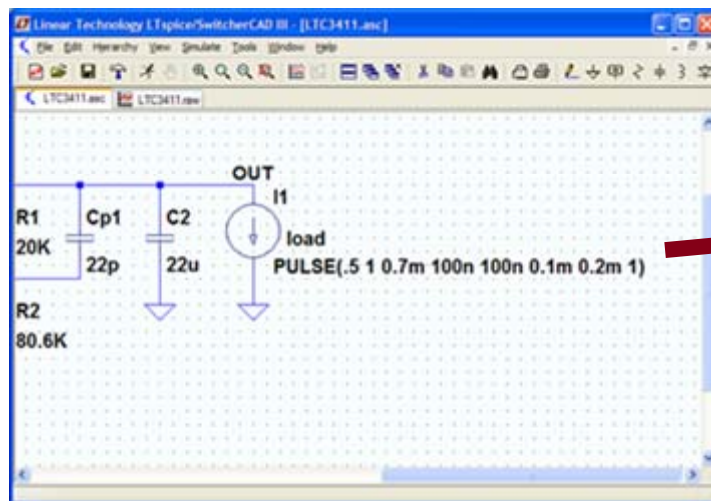 Linear Technology LTspice/SwitcherCAD III - [LTC3411.asc]
File Edit Hierarchy View Simulate Tools Window Help
LTC3411.asc LTC3411.raw
OUT
I1
R1 Cp1 C2
load
20K
22p 22u PULSE(.5 1 0.7m 100n 100n 0.1m 0.2m 1)
R2
80.6K